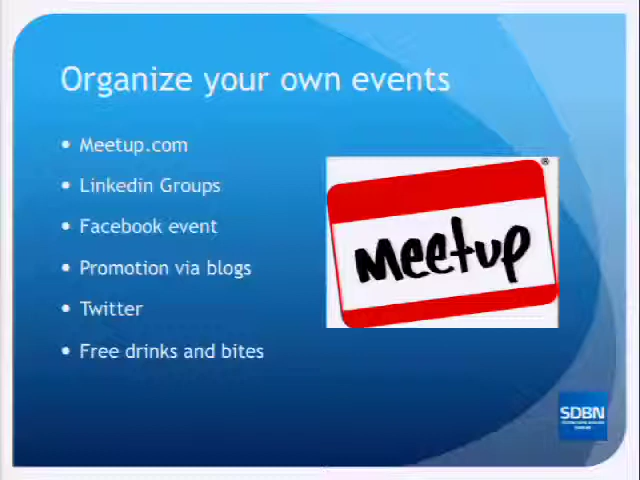 Organize your own events
Meetup.com
Linkedin Groups
Facebook event
Promotion via blogs
Twitter
Free drinks and bites
meetup
®
SDBN